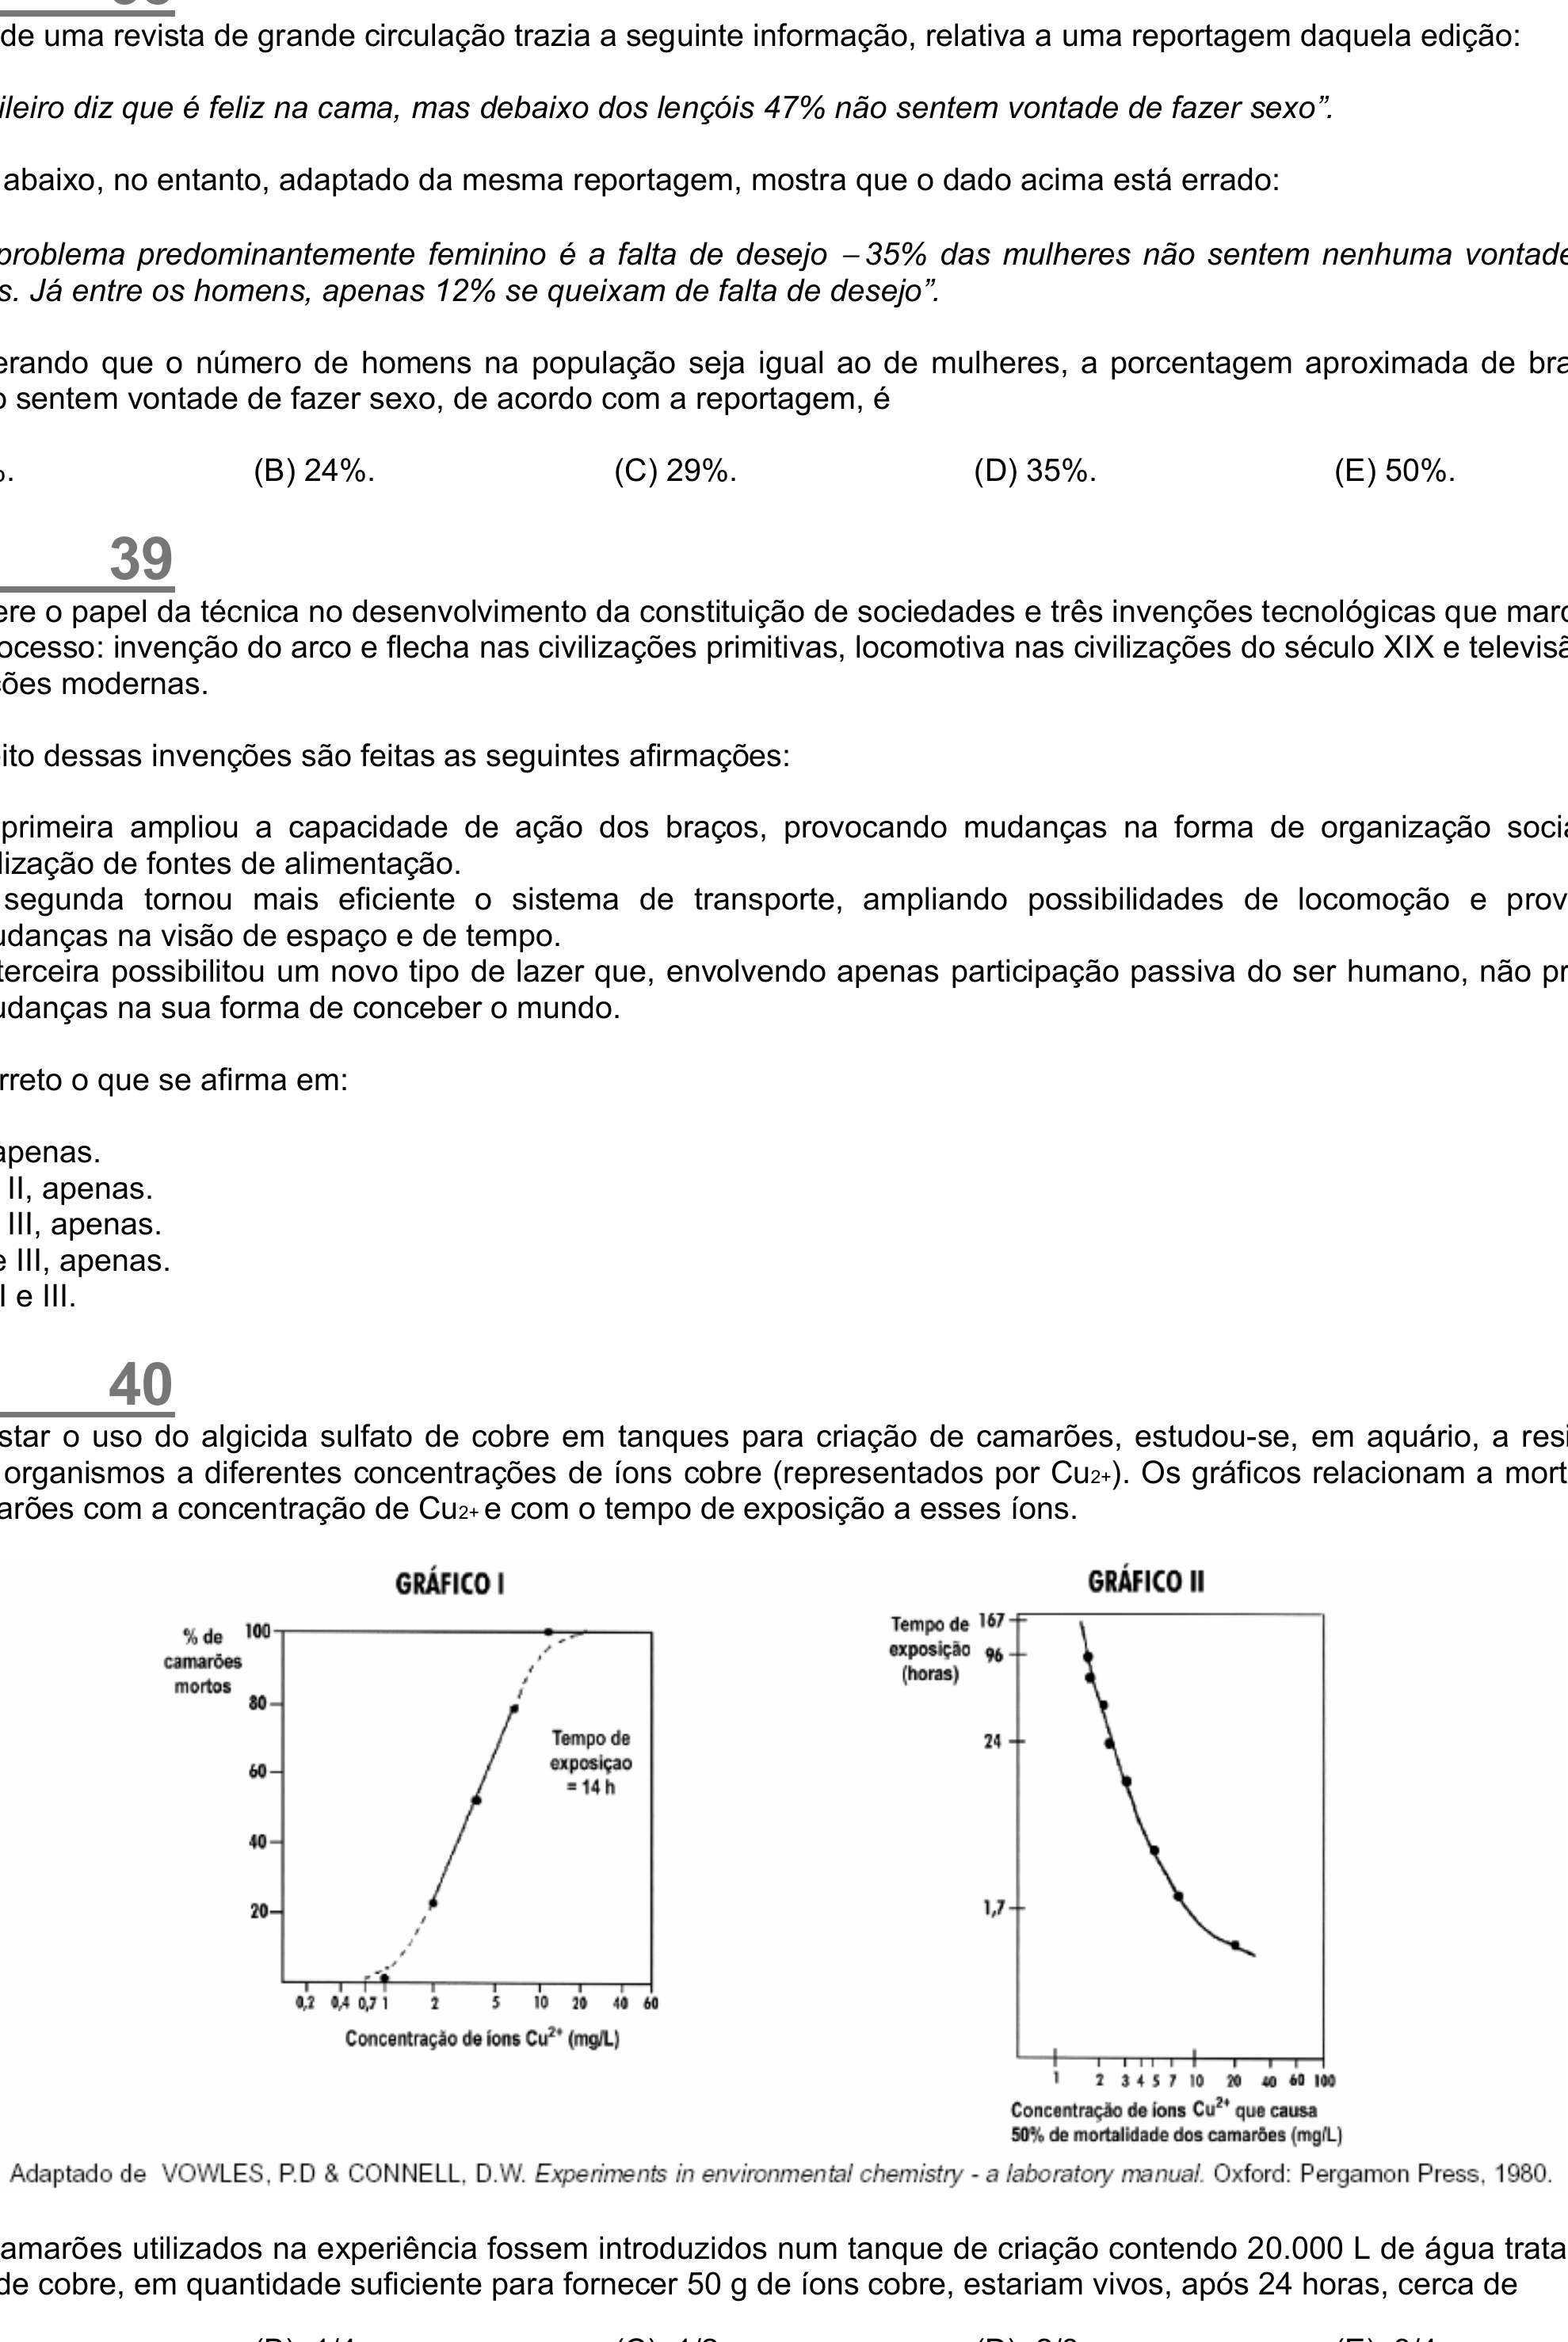 de uma revista de grande circulação trazia a seguinte informação, relativa a uma reportagem daquela edição:
ileiro diz que é feliz na cama, mas debaixo dos lençóis 47% não sentem vontade de fazer sexo”.
abaixo, no entanto, adaptado da mesma reportagem, mostra que o dado acima está errado:
problema predominantemente feminino é a falta de desejo – 35% das mulheres não sentem nenhuma vontade
s. Já entre os homens, apenas 12% se queixam de falta de desejo”.
erando que o número de homens na população seja igual ao de mulheres, a porcentagem aproximada de bra
o sentem vontade de fazer sexo, de acordo com a reportagem, é
%. (B) 24%. (C) 29%. (D) 35%. (E) 50%.
39
ere o papel da técnica no desenvolvimento da constituição de sociedades e três invenções tecnológicas que marc
ocesso: invenção do arco e flecha nas civilizações primitivas, locomotiva nas civilizações do século XIX e televisã
ções modernas.
ito dessas invenções são feitas as seguintes afirmações:
primeira ampliou a capacidade de ação dos braços, provocando mudanças na forma de organização socia
lização de fontes de alimentação.
segunda tornou mais eficiente o sistema de transporte, ampliando possibilidades de locomoção e prov
udanças na visão de espaço e de tempo.
terceira possibilitou um novo tipo de lazer que, envolvendo apenas participação passiva do ser humano, não pr
udanças na sua forma de conceber o mundo.
rreto o que se afirma em:
apenas.
II, apenas.
III, apenas.
e III, apenas.
I e III.
40
star o uso do algicida sulfato de cobre em tanques para criação de camarões, estudou-se, em aquário, a resi
organismos a diferentes concentrações de íons cobre (representados por Cu2+). Os gráficos relacionam a mort
arões com a concentração de Cu2+ e com o tempo de exposição a esses íons.
GRÁFICO I
% de
camarões
mortos
100
80
60
40
20
Tempo de
exposiçao
= 14 h
0,2 0,4 0,7 1 2 5 10 20 40 60
Concentração de íons Cu2+ (mg/L)
GRÁFICO II
Tempo de
exposição
(horas)
167
96
24
1,7
1 2 3 4 5 7 10 20 40 60 100
Concentração de íons Cu2+ que causa
50% de mortalidade dos camarões (mg/L)
Adaptado de VOWLES, P.D & CONNELL, D.W. Experiments in environmental chemistry - a laboratory manual. Oxford: Pergamon Press, 1980.
amarões utilizados na experiência fossem introduzidos num tanque de criação contendo 20.000 L de água trata
de cobre, em quantidade suficiente para fornecer 50 g de íons cobre, estariam vivos, após 24 horas, cerca de